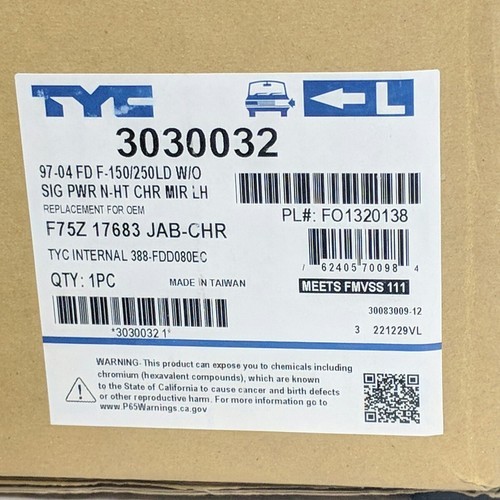 TYC
L
3030032
97-04 FD F-150/250LD W/O
SIG PWR N-HT CHR MIR LH
REPLACEMENT FOR OEM
F75Z 17683 JAB-CHR
TYC INTERNAL 388-FDD080EC
QTY: 1PC
MADE IN TAIWAN
*3030032 1*
PL#: FO1320138
7 62405 70098 4
MEETS FMVSS 111
30083009-12
3 221229VL
WARNING- This product can expose you to chemicals including
chromium (hexavalent compounds), which are known
to the State of California to cause cancer and birth defects
or other reproductive harm. For more information go to
www.P65Warnings.ca.gov